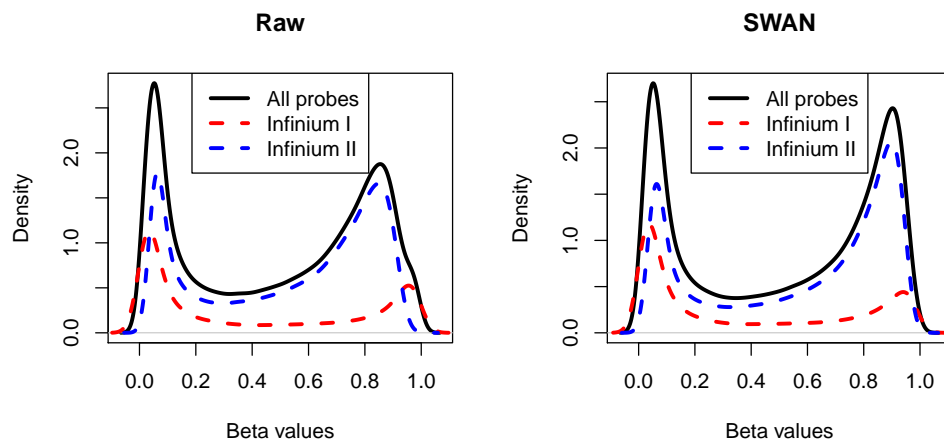 Raw
All probes
Infinium I
Infinium II
Density
0.0
1.0
2.0
0.0 0.2 0.4 0.6 0.8 1.0
Beta values
SWAN
All probes
Infinium I
Infinium II
Density
0.0
1.0
2.0
0.0 0.2 0.4 0.6 0.8 1.0
Beta values